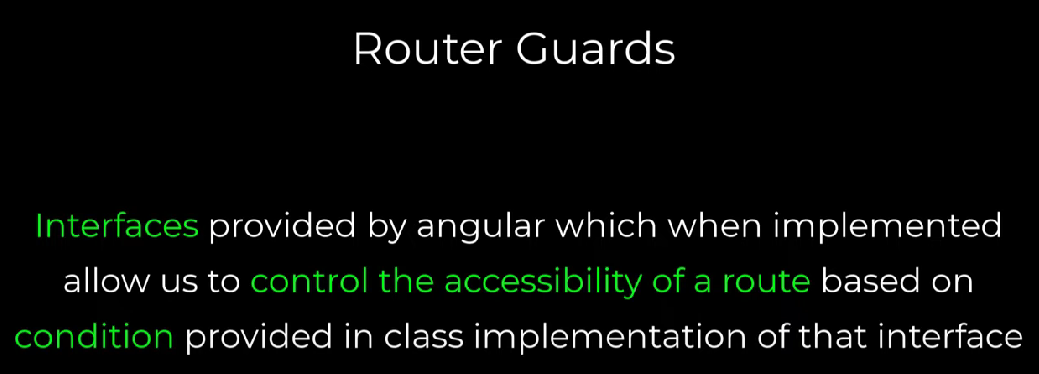 Router Guards
Interfaces provided by angular which when implemented
allow us to control the accessibility of a route based on
condition provided in class implementation of that interface